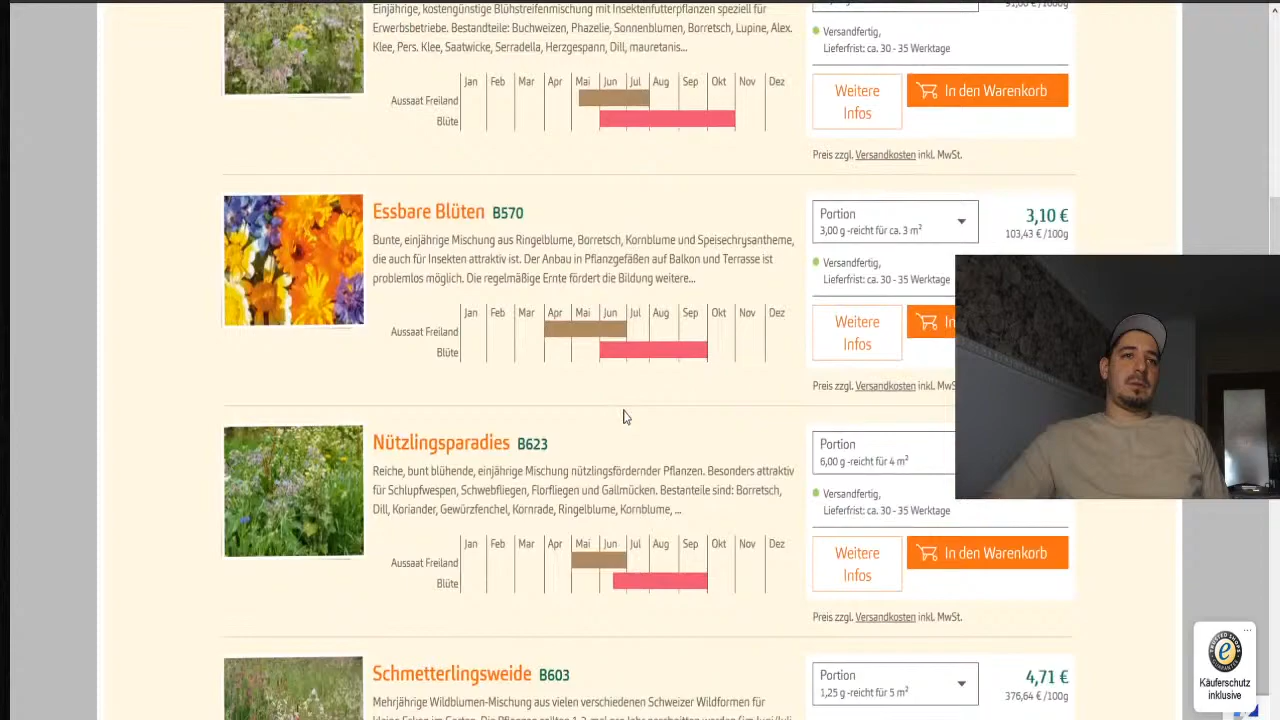 Einjährige, kostengünstige Blühstreifenmischung mit Insektenfutterpflanzen speziell für
Erwerbsbetriebe. Bestandteile: Buchweizen, Phazelie, Sonnenblumen, Borretsch, Lupine, Alex.
Klee, Pers. Klee, Saatwicke, Serradella, Herzgespann, Dill, mauretanis...
Jan Feb Mar Apr Mai Jun Jul Aug Sep Okt Nov Dez
Aussaat Freiland
Blüte
Versandfertig,
Lieferfrist: ca. 30 - 35 Werktage
Weitere
Infos
In den Warenkorb
Preis zzgl. Versandkosten inkl. MwSt.
Essbare Blüten B570
Bunte, einjährige Mischung aus Ringelblume, Borretsch, Kornblume und Speisechrysantheme,
die auch für Insekten attraktiv ist. Der Anbau in Pflanzgefäßen auf Balkon und Terrasse ist
problemlos möglich. Die regelmäßige Ernte fördert die Bildung weitere...
Jan Feb Mar Apr Mai Jun Jul Aug Sep Okt Nov Dez
Aussaat Freiland
Blüte
Portion
3,00 g -reicht für ca. 3 m²
3,10 €
103,43 € /100g
Versandfertig,
Lieferfrist: ca. 30 - 35 Werktage
Weitere
Infos
Preis zzgl. Versandkosten inkl.
Nützlingsparadies B623
Reiche, bunt blühende, einjährige Mischung nützlingsfördernder Pflanzen. Besonders attraktiv
für Schlupfwespen, Schwebfliegen, Florfliegen und Gallmücken. Bestanteile sind: Borretsch,
Dill, Koriander, Gewürzfenchel, Kornrade, Ringelblume, Kornblume, ...
Jan Feb Mar Apr Mai Jun Jul Aug Sep Okt Nov Dez
Aussaat Freiland
Blüte
Portion
6,00 g -reicht für 4 m²
Versandfertig,
Lieferfrist: ca. 30 - 35 Werktage
Weitere
Infos
In den Warenkorb
Preis zzgl. Versandkosten inkl. MwSt.
Schmetterlingsweide B603
Mehrjährige Wildblumen-Mischung aus vielen verschiedenen Schweizer Wildformen für
Portion
1,25 g -reicht für 5 m²
4,71 €
376,64 € /100g
Käuferschutz
inklusive